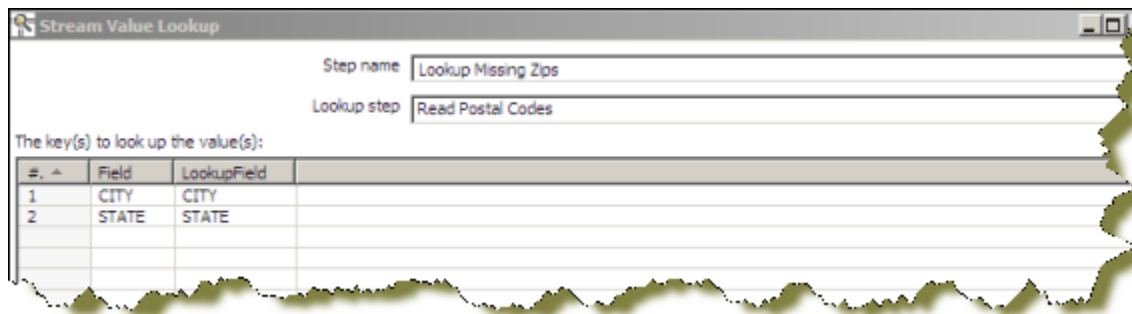 Stream Value Lookup
Step name Lookup Missing Zips
Lookup step Read Postal Codes
The key(s) to look up the value(s):
#. Field LookupField
1 CITY CITY
2 STATE STATE